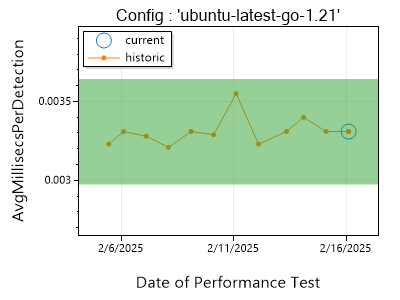 Config : 'ubuntu-latest-go-1.21'
current
historic
AvgMillisecsPerDetection
0.0035
0.003
2/6/2025
2/11/2025
2/16/2025
Date of Performance Test